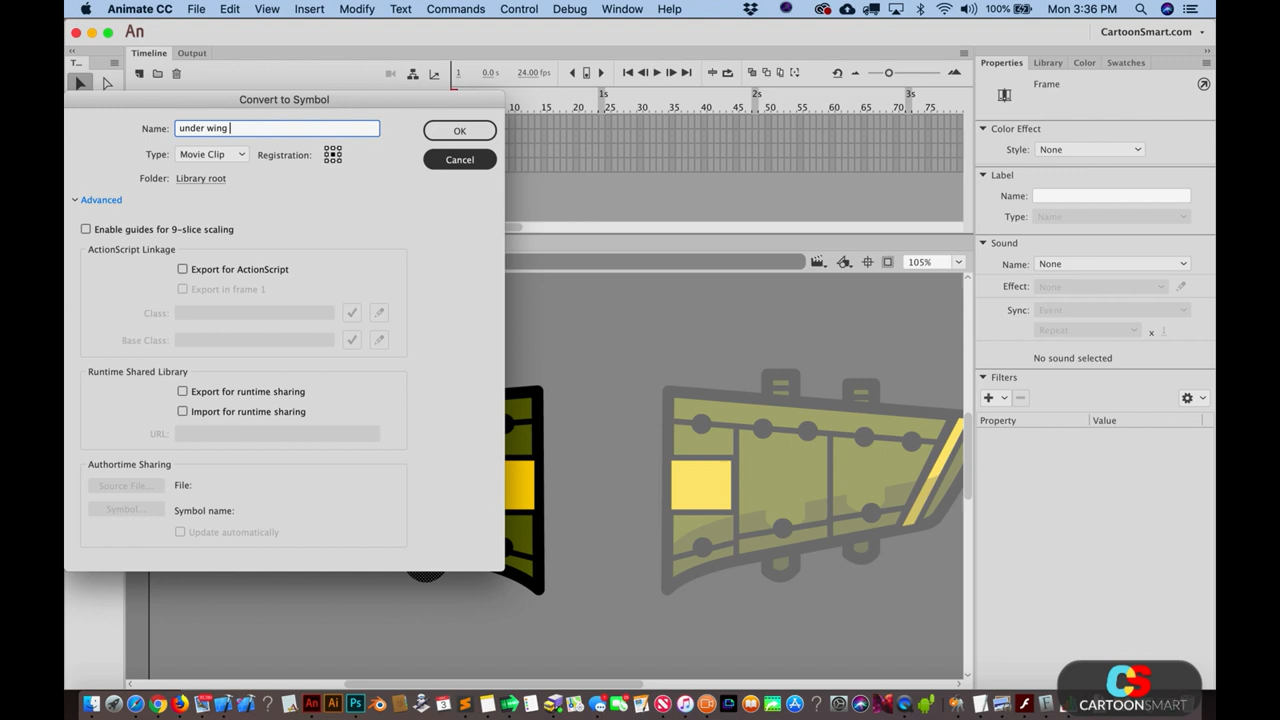 Animate CC File Edit View Insert Modify Text Commands Control Debug Window Help 100% Mon 3:36 PM
An CartoonSmart.com
T... Timeline Output Properties Library Color Swatches
1 0.0 s 24.00 fps Frame
1s 2s 3s
10 15 20 25 30 35 40 45 50 55 60 65 70 75
Convert to Symbol
Name: under wing OK
Type: Movie Clip Registration: Cancel
Folder: Library root
Advanced
Enable guides for 9-slice scaling
ActionScript Linkage
Export for ActionScript
Export in frame 1
Class:
Base Class:
Runtime Shared Library
Export for runtime sharing
Import for runtime sharing
URL:
Authortime Sharing
Source File... File:
Symbol... Symbol name:
Update automatically
105%
Color Effect
Style: None
Label
Name:
Type: Name
Sound
Name: None
Effect: None
Sync: Event
Repeat x 1
No sound selected
Filters
Property Value
An Ai Ps
CS
CARTOONSMART